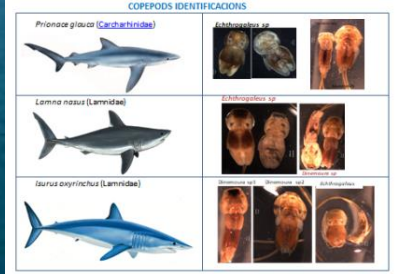 COPEPODS IDENTIFICACIONS
Prionace glauca (Carcharhinidae)
Echthrogaleus sp
Lamna nasus (Lamnidae)
Echthrogaleus sp
Dinemoura sp
Isurus oxyrinchus (Lamnidae)
Dinemoura sp1
Dinemoura sp2
Echthrogaleus